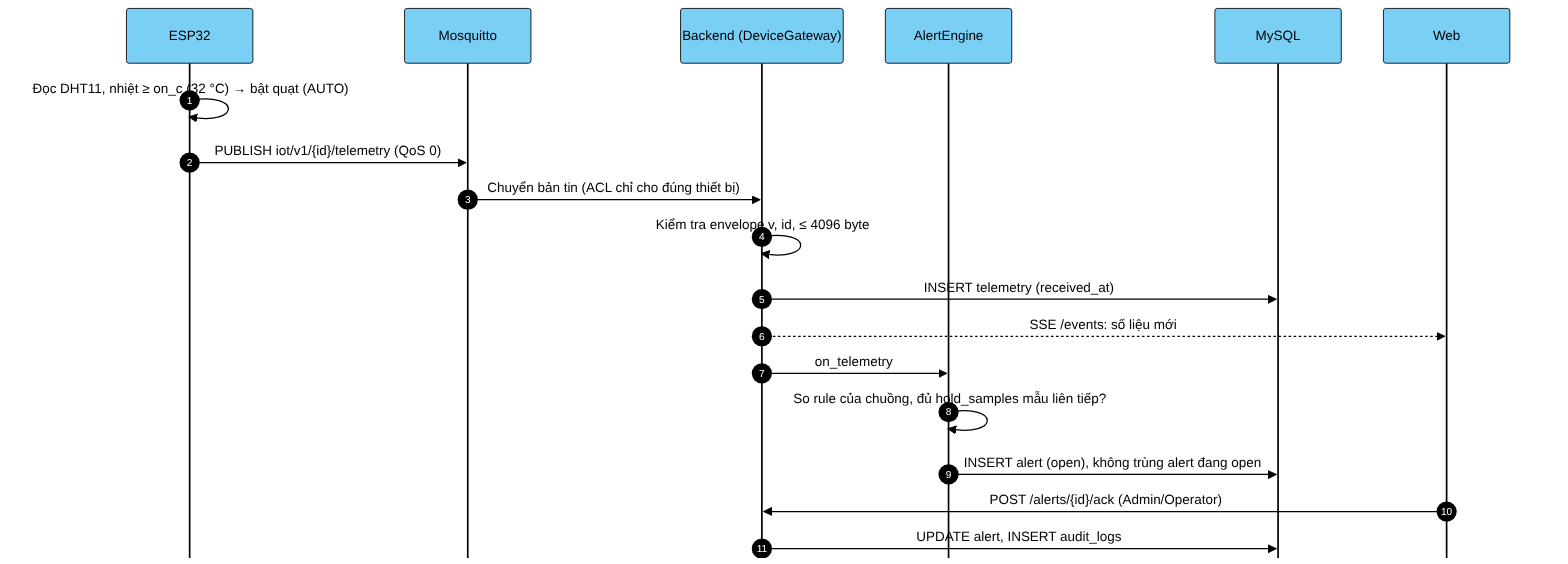 ESP32
Mosquitto
Backend (DeviceGateway)
AlertEngine
MySQL
Web
Đọc DHT11, nhiệt ≥ on_c (32 °C) → bật quạt (AUTO)
1
PUBLISH iot/v1/{id}/telemetry (QoS 0)
2
Chuyển bản tin (ACL chỉ cho đúng thiết bị)
3
Kiểm tra envelope v, id, ≤ 4096 byte
4
INSERT telemetry (received_at)
5
SSE /events: số liệu mới
6
on_telemetry
7
So rule của chuồng, đủ hold_samples mẫu liên tiếp?
8
INSERT alert (open), không trùng alert đang open
9
POST /alerts/{id}/ack (Admin/Operator)
10
UPDATE alert, INSERT audit_logs
11